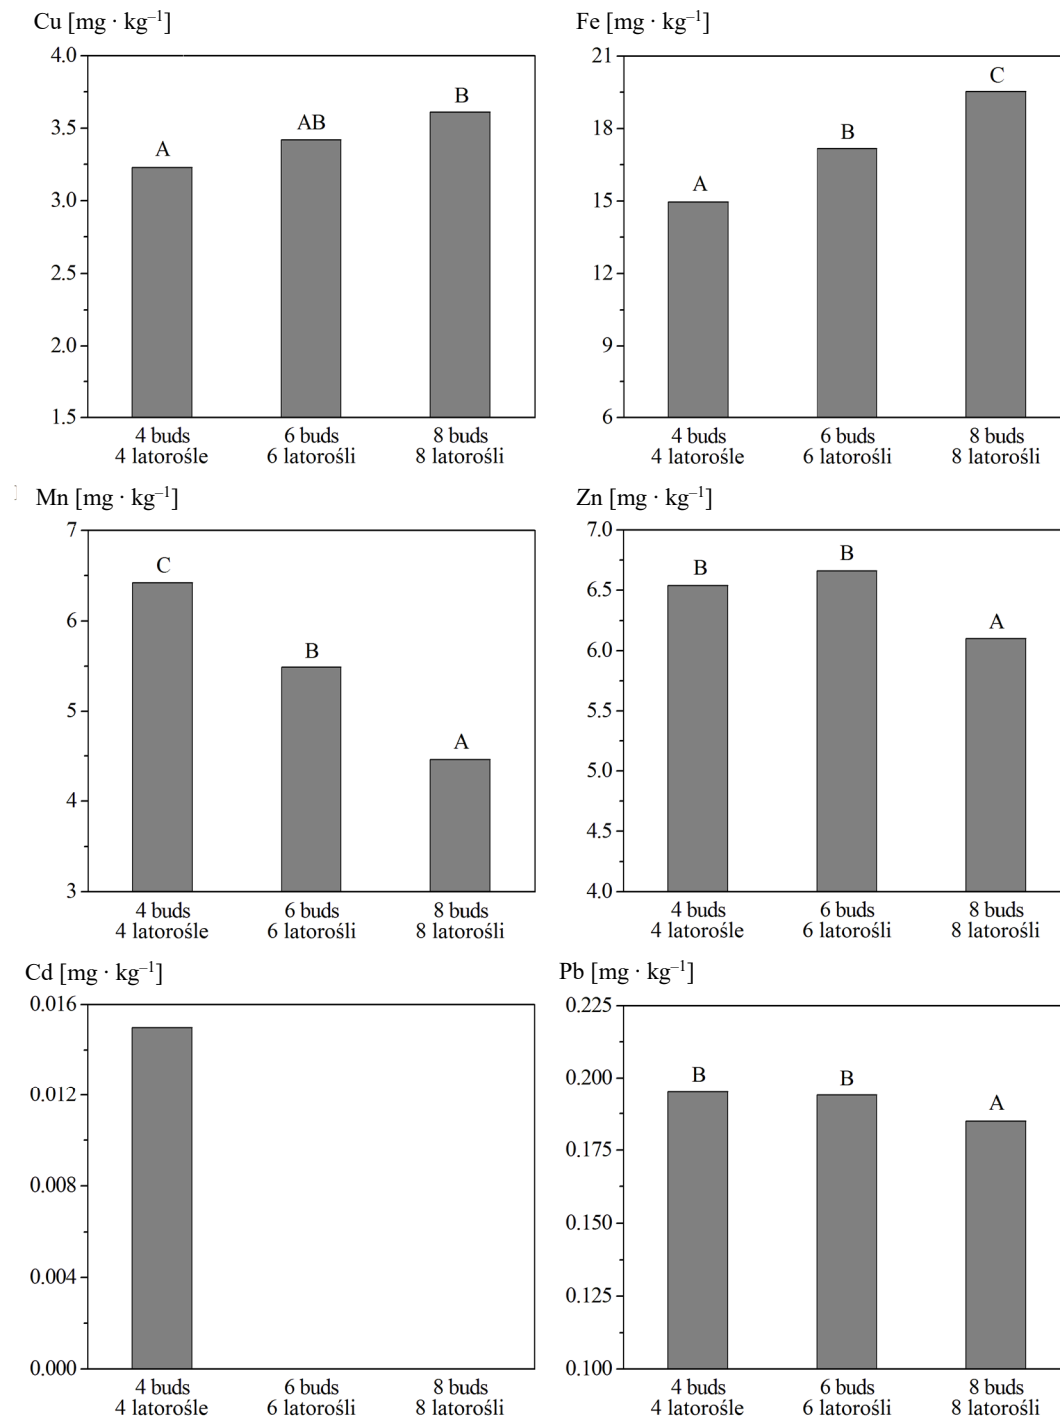 Cu [mg · kg–1]
4.0
3.5
3.0
2.5
2.0
1.5
A
AB
B
4 buds
4 latorośle
6 buds
6 latorośli
8 buds
8 latorośli
Fe [mg · kg–1]
21
18
15
12
9
6
A
B
C
4 buds
4 latorośle
6 buds
6 latorośli
8 buds
8 latorośli
Mn [mg · kg–1]
7
6
5
4
3
C
B
A
4 buds
4 latorośle
6 buds
6 latorośli
8 buds
8 latorośli
Zn [mg · kg–1]
7.0
6.5
6.0
5.5
5.0
4.5
4.0
B
B
A
4 buds
4 latorośle
6 buds
6 latorośli
8 buds
8 latorośli
Cd [mg · kg–1]
0.016
0.012
0.008
0.004
0.000
4 buds
4 latorośle
6 buds
6 latorośli
8 buds
8 latorośli
Pb [mg · kg–1]
0.225
0.200
0.175
0.150
0.125
0.100
B
B
A
4 buds
4 latorośle
6 buds
6 latorośli
8 buds
8 latorośli